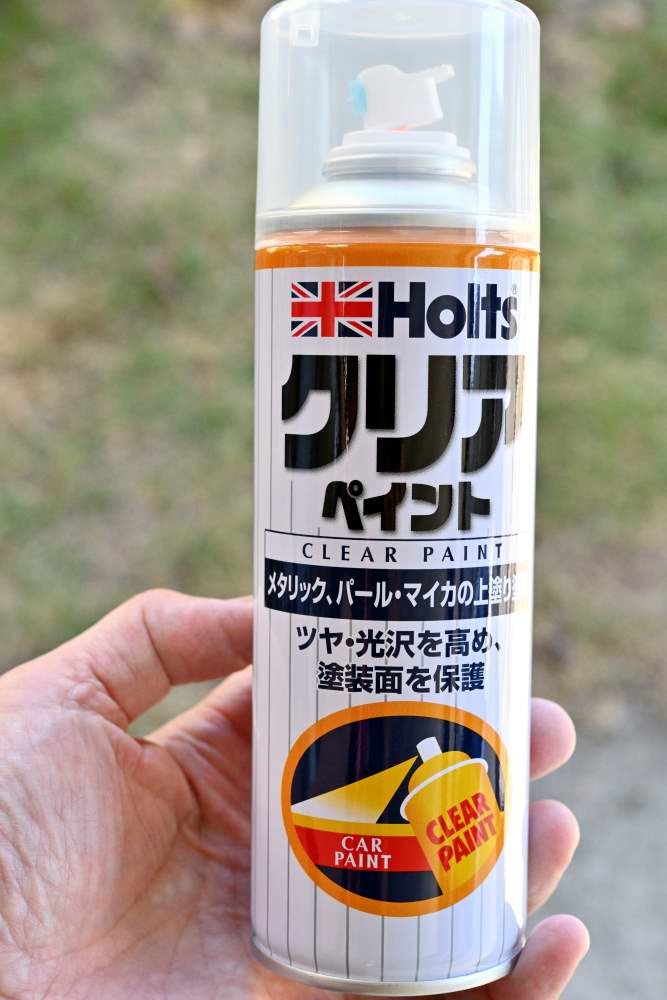 Holts®
クリア
ペイント
CLEAR PAINT
メタリック、パール・マイカの上塗り
ツヤ・光沢を高め、
塗装面を保護
CAR
PAINT
CLEAR
PAINT